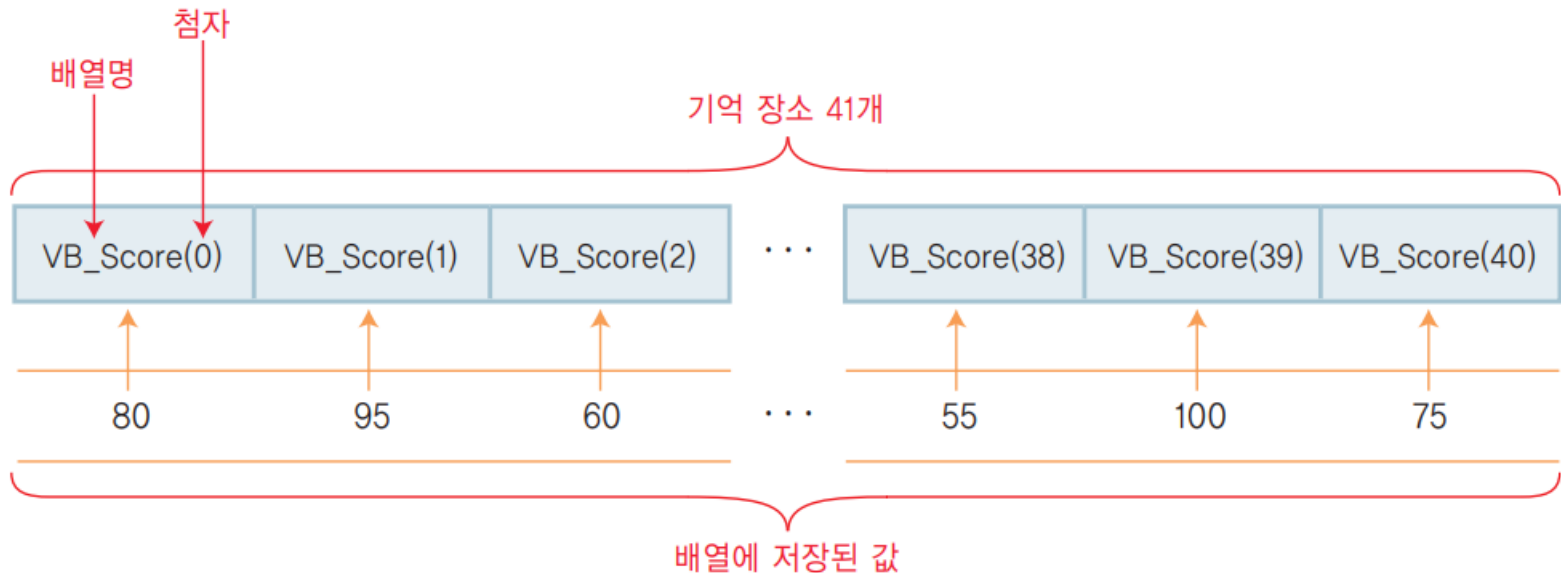 첨자
배열명
기억 장소 41개
VB_Score(0) VB_Score(1) VB_Score(2) ··· VB_Score(38) VB_Score(39) VB_Score(40)
80 95 60 ··· 55 100 75
배열에 저장된 값